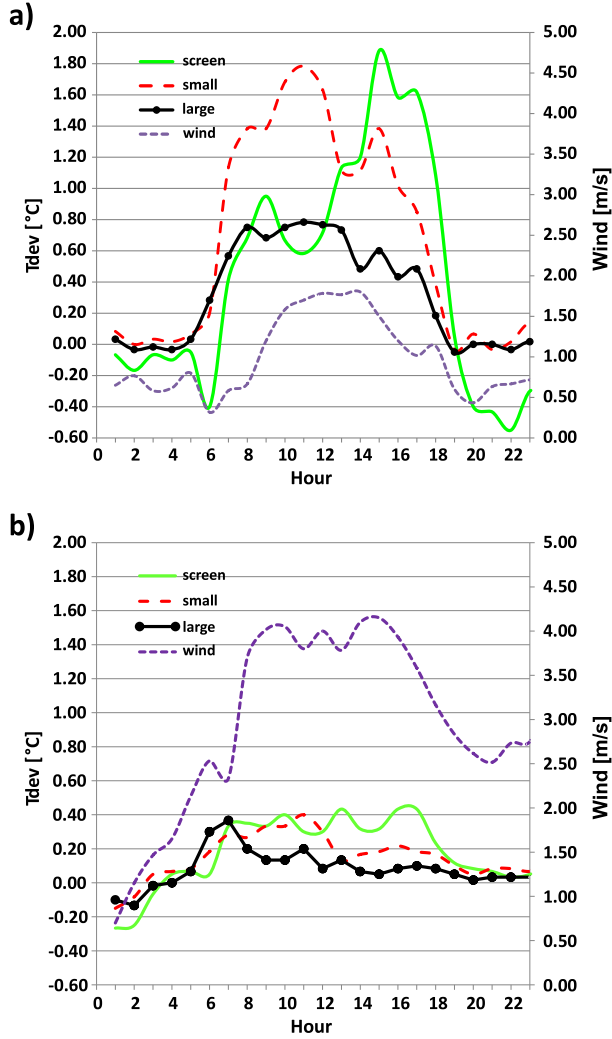 a)
2.00
1.80
1.60
1.40
1.20
1.00
0.80
0.60
0.40
0.20
0.00
-0.20
-0.40
-0.60
Tdev [°C]
screen
small
large
wind
5.00
4.50
4.00
3.50
3.00
2.50
2.00
1.50
1.00
0.50
0.00
Wind [m/s]
0 2 4 6 8 10 12 14 16 18 20 22
Hour
b)
2.00
1.80
1.60
1.40
1.20
1.00
0.80
0.60
0.40
0.20
0.00
-0.20
-0.40
-0.60
Tdev [°C]
screen
small
large
wind
5.00
4.50
4.00
3.50
3.00
2.50
2.00
1.50
1.00
0.50
0.00
Wind [m/s]
0 2 4 6 8 10 12 14 16 18 20 22
Hour